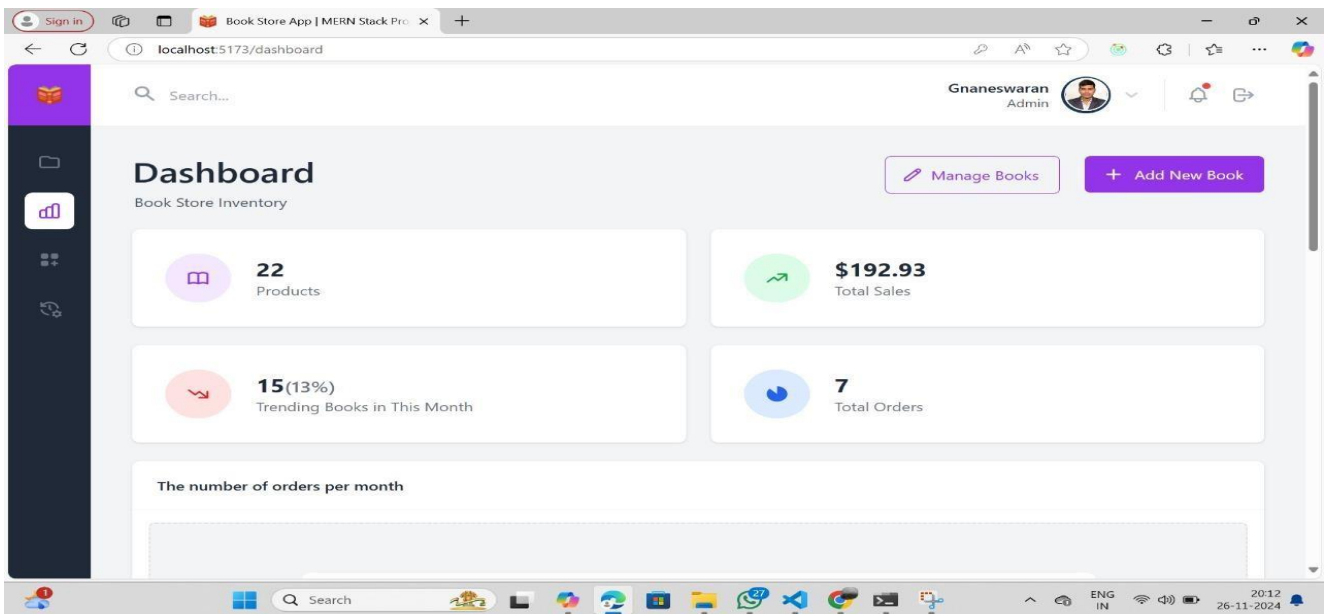 Sign in
Book Store App | MERN Stack Pro
localhost:5173/dashboard
Search...
Gnaneswaran
Admin
Dashboard
Book Store Inventory
Manage Books
+ Add New Book
22
Products
$192.93
Total Sales
15(13%)
Trending Books in This Month
7
Total Orders
The number of orders per month
1
Search
27
ENG
IN
20:12
26-11-2024